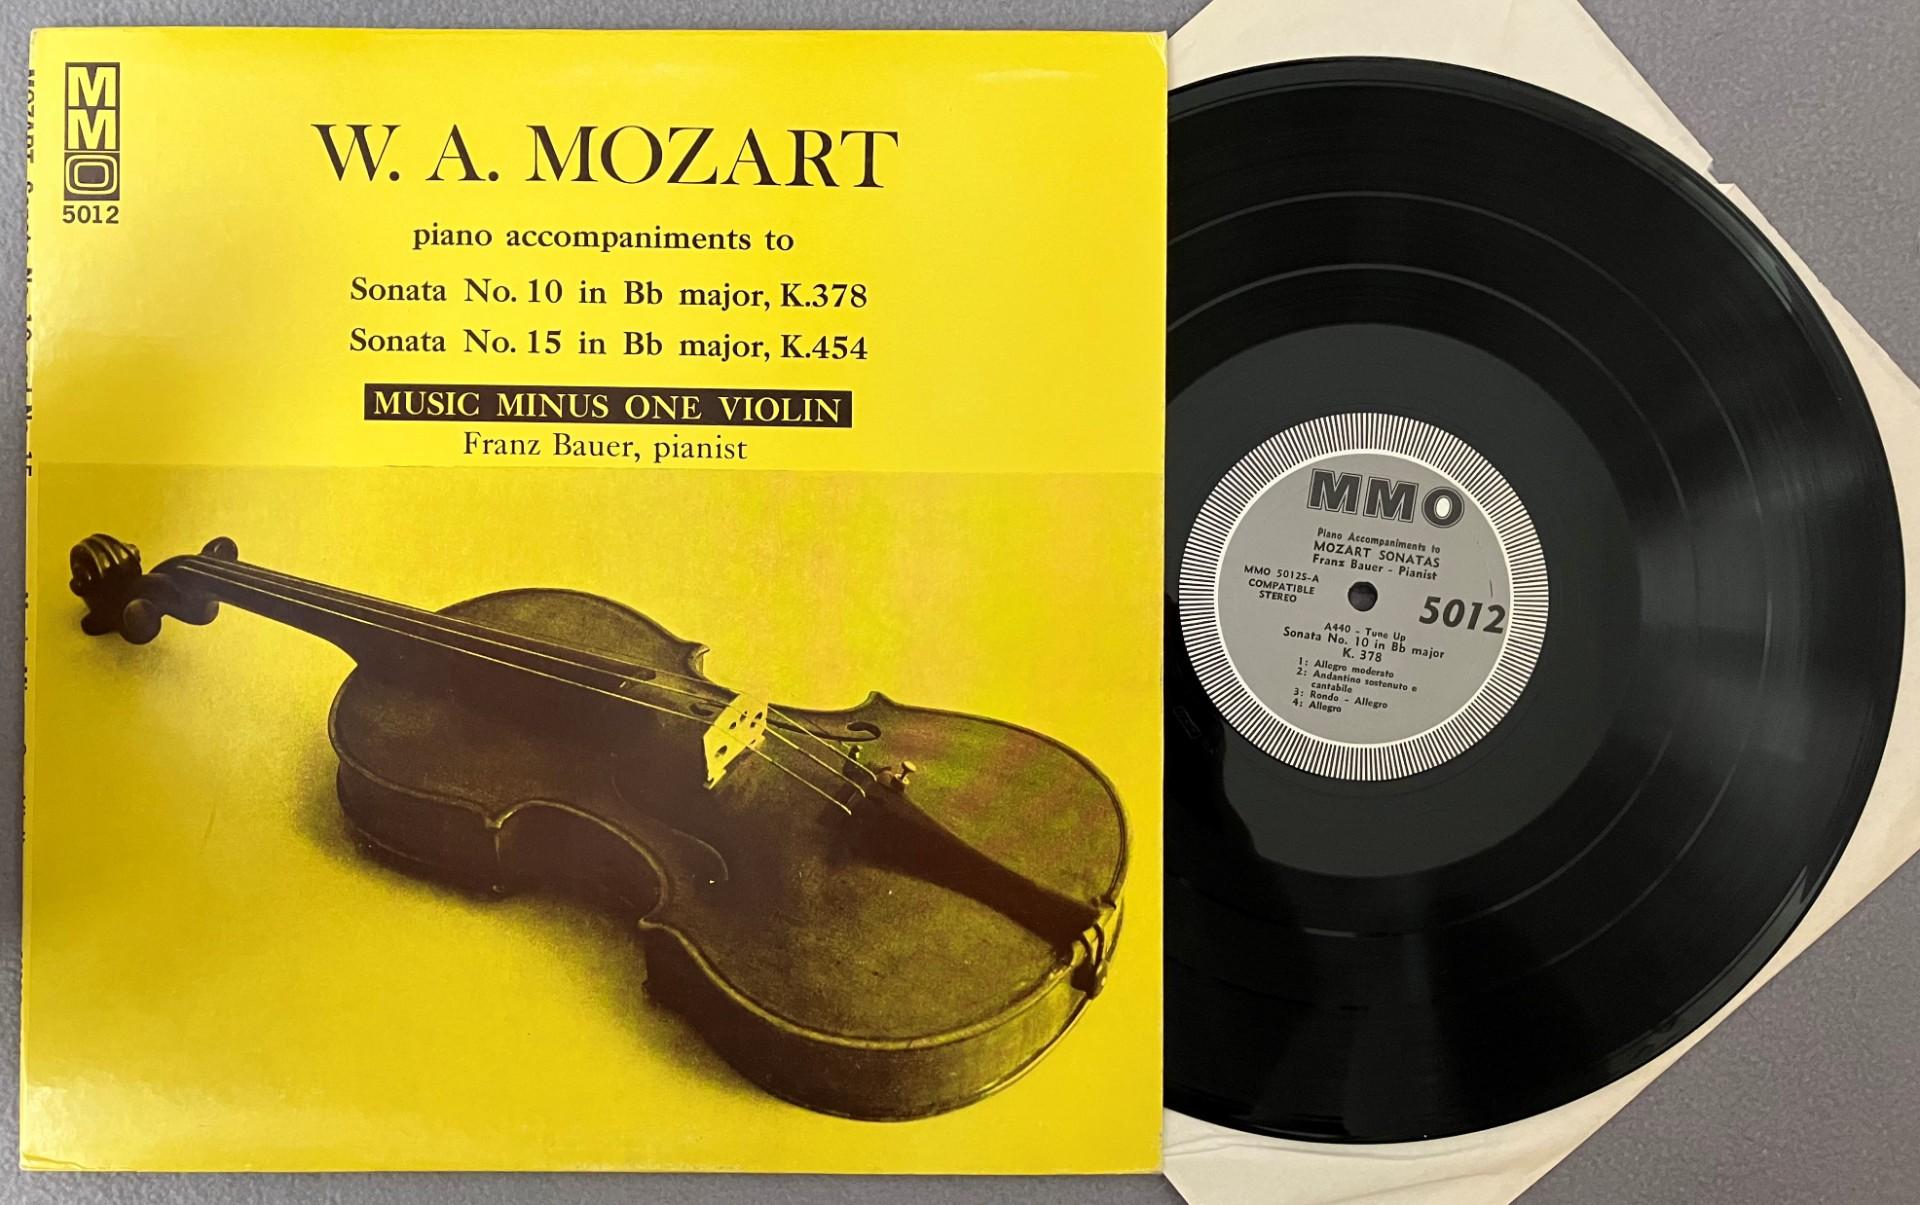 MMO
5012
W. A. MOZART
piano accompaniments to
Sonata No. 10 in Bb major, K.378
Sonata No. 15 in Bb major, K.454
MUSIC MINUS ONE VIOLIN
Franz Bauer, pianist
MOZART
MMO
Piano Accompaniments to
MOZART SONATAS
Franz Bauer - Pianist
MMO 5012S-A
COMPATIBLE
STEREO
5012
A440 - Tune Up
Sonata No. 10 in Bb major
K. 378
1: Allegro moderato
2: Andantino sostenuto e
cantabile
3: Rondo - Allegro
4: Allegro